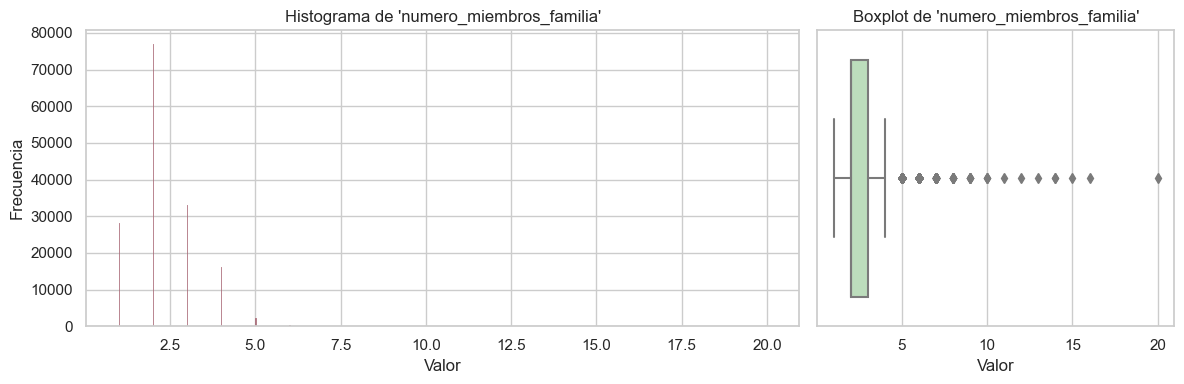 Histograma de 'numero_miembros_familia'
80000
70000
60000
50000
40000
30000
20000
10000
0
Frecuencia
2.5 5.0 7.5 10.0 12.5 15.0 17.5 20.0
Valor
Boxplot de 'numero_miembros_familia'
5 10 15 20
Valor